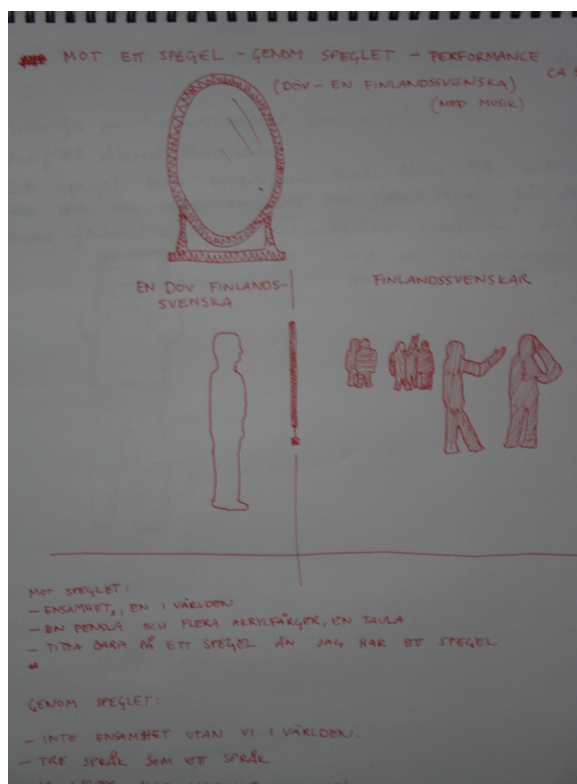 MOT ETT SPEGEL - GENOM SPEGLET - PERFORMANCE
CA
(DÖV - EN FINLANDSSVENSKA)
(MED MUSIK)
EN DÖV FINLANDS-
SVENSKA
FINLANDSSVENSKAR
MOT SPEGLET:
- ENSAMHET, EN I VÄRLDEN
- EN PENSLA OCH FLERA AKRYLFÄRGER, EN TAVLA
- TITTA BARA PÅ ETT SPEGEL ÄN JAG HAR ETT SPEGEL
GENOM SPEGLET:
- INTE ENSAMHET UTAN VI I VÄRLDEN.
- TRE SPRÅK SOM ETT SPRÅK